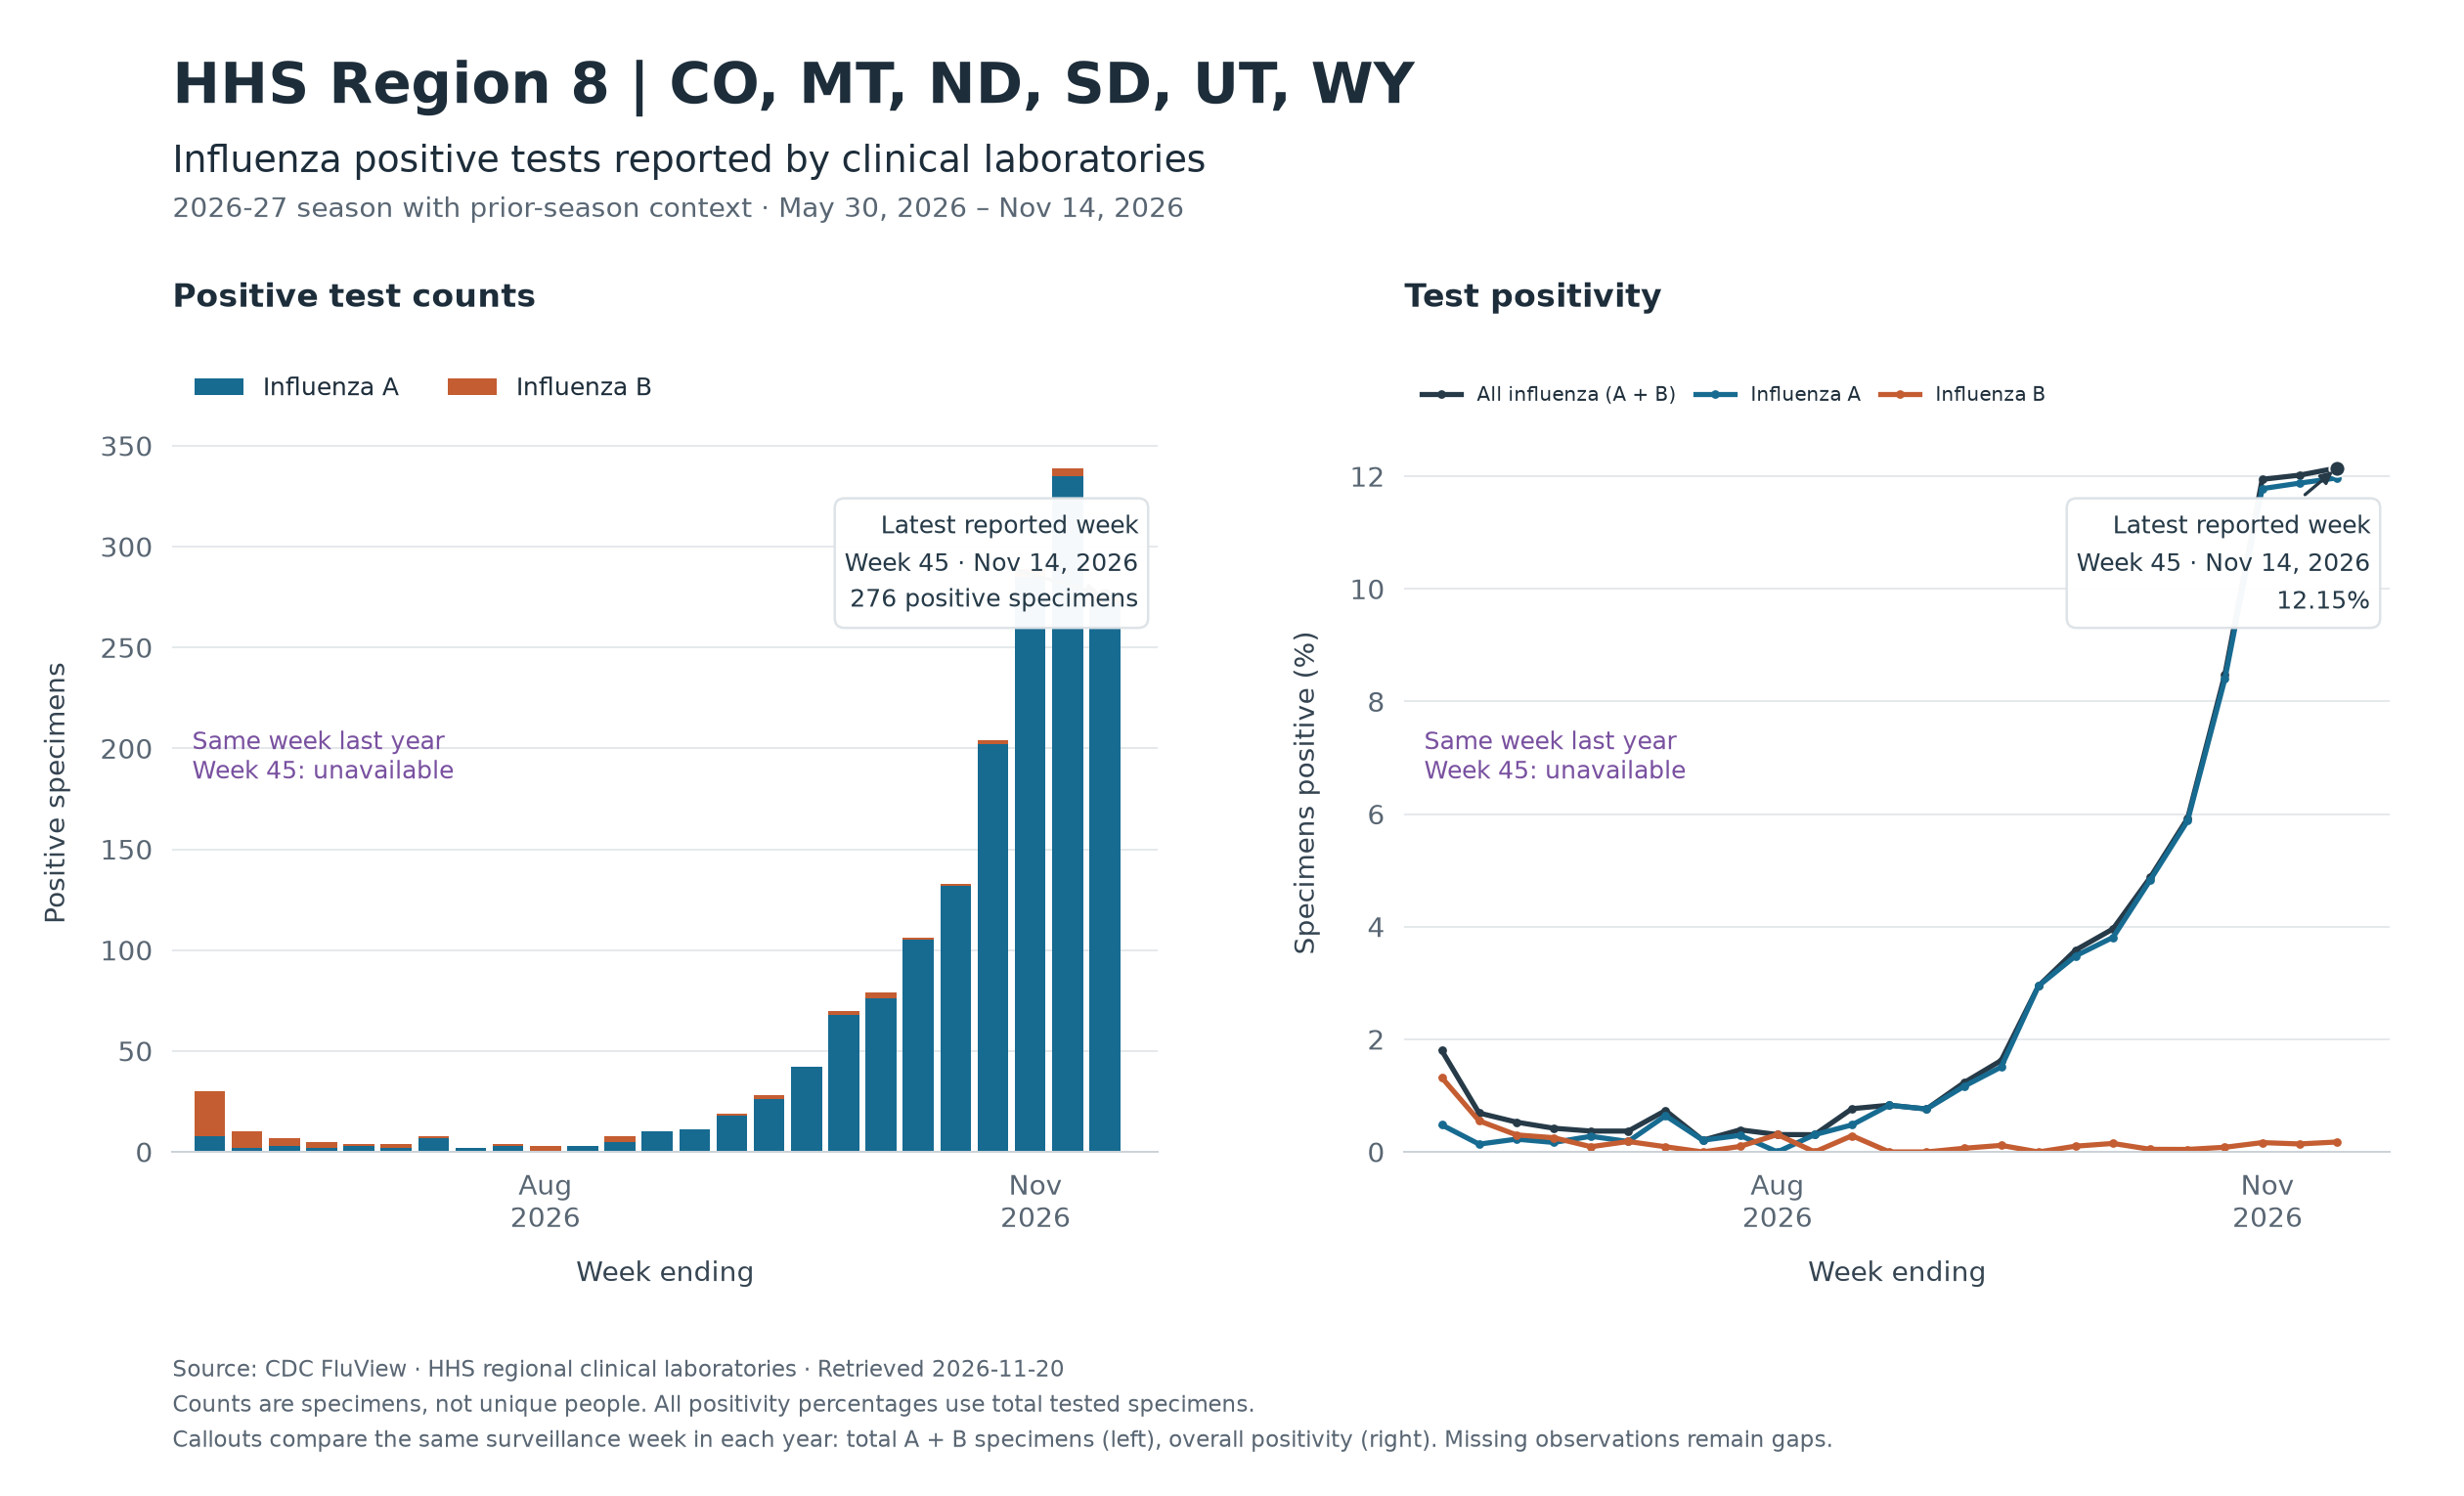 HHS Region 8 | CO, MT, ND, SD, UT, WY
Influenza positive tests reported by clinical laboratories
2026-27 season with prior-season context · May 30, 2026 – Nov 14, 2026
Positive test counts
Influenza A
Influenza B
350
300
250
200
150
100
50
0
Positive specimens
Latest reported week
Week 45 · Nov 14, 2026
276 positive specimens
Same week last year
Week 45: unavailable
Aug
2026
Nov
2026
Week ending
Test positivity
All influenza (A + B)
Influenza A
Influenza B
12
10
8
6
4
2
0
Specimens positive (%)
Latest reported week
Week 45 · Nov 14, 2026
12.15%
Same week last year
Week 45: unavailable
Aug
2026
Nov
2026
Week ending
Source: CDC FluView · HHS regional clinical laboratories · Retrieved 2026-11-20
Counts are specimens, not unique people. All positivity percentages use total tested specimens.
Callouts compare the same surveillance week in each year: total A + B specimens (left), overall positivity (right). Missing observations remain gaps.